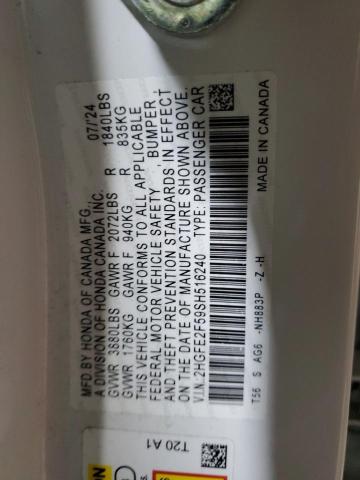 MFD.BY HONDA OF CANADA MFG. 07/'24
A DIVISION OF HONDA CANADA INC.
GVWR 3880LBS GAWR F 2072LBS R 1840LBS
GVWR 1760KG GAWR F 940KG R 835KG
THIS VEHICLE CONFORMS TO ALL APPLICABLE
FEDERAL MOTOR VEHICLE SAFETY , BUMPER ,
AND THEFT PREVENTION STANDARDS IN EFFECT
ON THE DATE OF MANUFACTURE SHOWN ABOVE.
VIN: 2HGFE2F59SH516240 TYPE: PASSENGER CAR
T56 S AG6 -NH883P -Z -H MADE IN CANADA
T20 A1